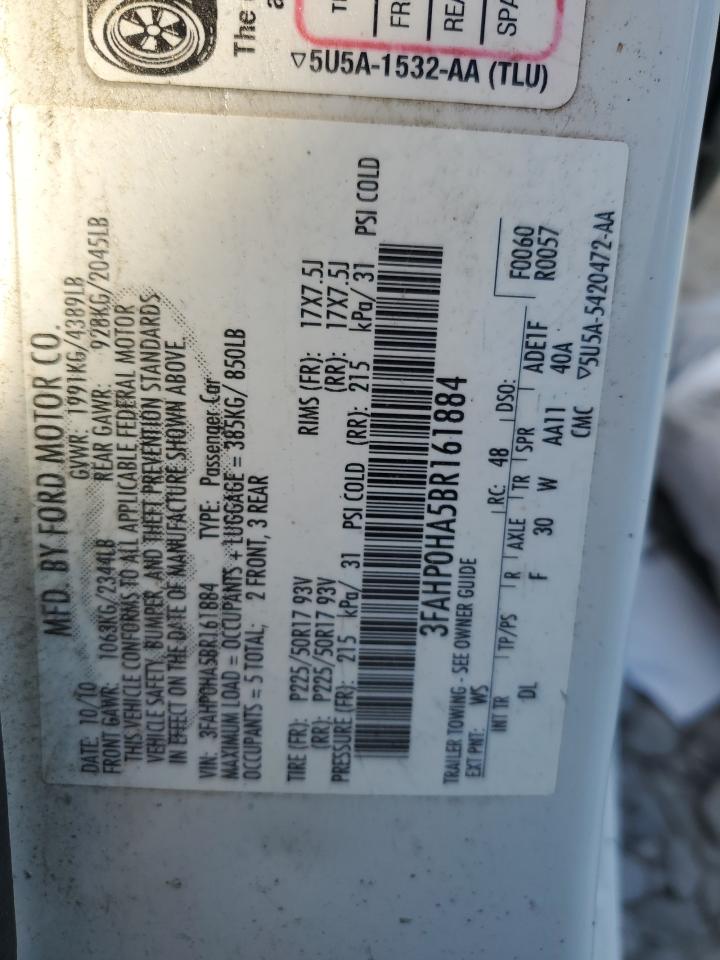 The
TI
FR
REA
SPA
▽5U5A-1532-AA (TLU)
MFD. BY FORD MOTOR CO.
DATE: 10/10 GVWR: 1991KG/4389LB
FRONT GAWR: 1063KG/2344LB REAR GAWR: 928KG/2045LB
THIS VEHICLE CONFORMS TO ALL APPLICABLE FEDERAL MOTOR
VEHICLE SAFETY, BUMPER, AND THEFT PREVENTION STANDARDS
IN EFFECT ON THE DATE OF MANUFACTURE SHOWN ABOVE.
VIN: 3FAHP0HA5BR161884 TYPE: Passenger Car
MAXIMUM LOAD = OCCUPANTS + LUGGAGE = 385KG/ 850LB
OCCUPANTS = 5 TOTAL; 2 FRONT, 3 REAR
TIRE (FR): P225/50R17 93V RIMS (FR): 17X7.5J
(RR): P225/50R17 93V (RR): 17X7.5J
PRESSURE (FR): 215 kPa/ 31 PSI COLD (RR): 215 kPa/ 31 PSI COLD
3FAHP0HA5BR161884
TRAILER TOWING - SEE OWNER GUIDE
EXT PNT: WS RC: 48 DSO: F0060
R0057
INT TR TP/PS R AXLE TR SPR ADE1F
DL F 30 W AA11 40A
CMC ▽5U5A-5420472-AA